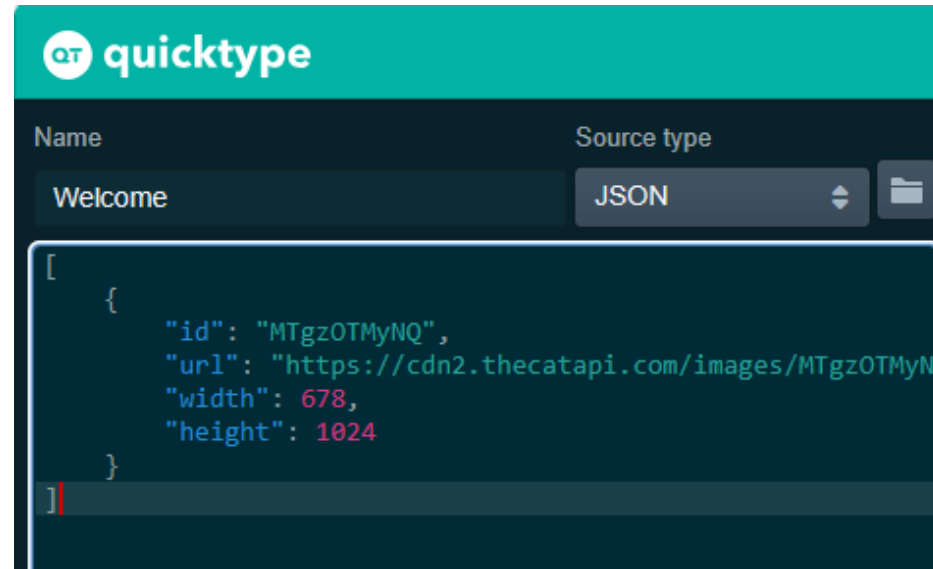 QT quicktype
Name Source type
Welcome JSON
[
{
"id": "MTgzOTMyNQ",
"url": "https://cdn2.thecatapi.com/images/MTgzOTMyN
"width": 678,
"height": 1024
}
]